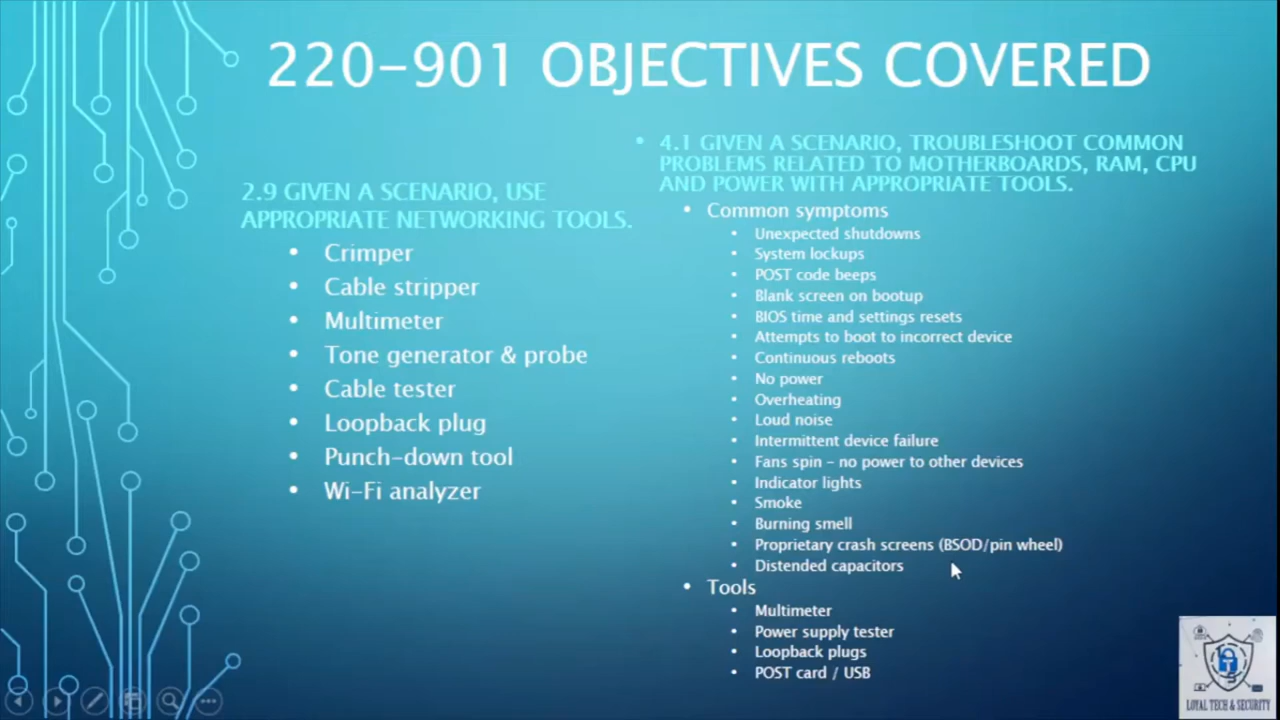 220-901 OBJECTIVES COVERED
2.9 GIVEN A SCENARIO, USE
APPROPRIATE NETWORKING TOOLS.
• Crimper
• Cable stripper
• Multimeter
• Tone generator & probe
• Cable tester
• Loopback plug
• Punch-down tool
• Wi-Fi analyzer
• 4.1 GIVEN A SCENARIO, TROUBLESHOOT COMMON
PROBLEMS RELATED TO MOTHERBOARDS, RAM, CPU
AND POWER WITH APPROPRIATE TOOLS.
• Common symptoms
• Unexpected shutdowns
• System lockups
• POST code beeps
• Blank screen on bootup
• BIOS time and settings resets
• Attempts to boot to incorrect device
• Continuous reboots
• No power
• Overheating
• Loud noise
• Intermittent device failure
• Fans spin – no power to other devices
• Indicator lights
• Smoke
• Burning smell
• Proprietary crash screens (BSOD/pin wheel)
• Distended capacitors
• Tools
• Multimeter
• Power supply tester
• Loopback plugs
• POST card / USB
LOYAL TECH & SECURITY